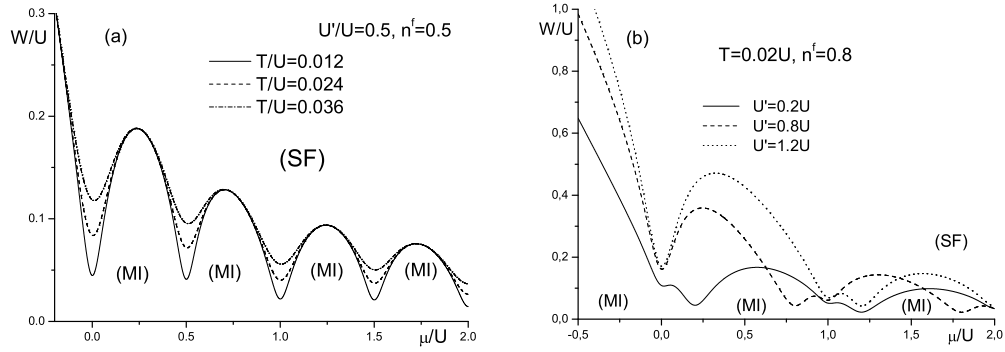 0.3
W/U
(a)
U'/U=0.5, nᶠ=0.5
T/U=0.012
T/U=0.024
T/U=0.036
0.2
(SF)
0.1
(MI)
(MI)
(MI)
(MI)
0.0
0.0
0.5
1.0
1.5
2.0
μ/U
1,0
W/U
(b)
T=0.02U, nᶠ=0.8
0,8
U'=0.2U
U'=0.8U
U'=1.2U
0,6
0,4
(SF)
0,2
(MI)
(MI)
(MI)
0,0
-0,5
0,0
0,5
1,0
1,5
2,0
μ/U